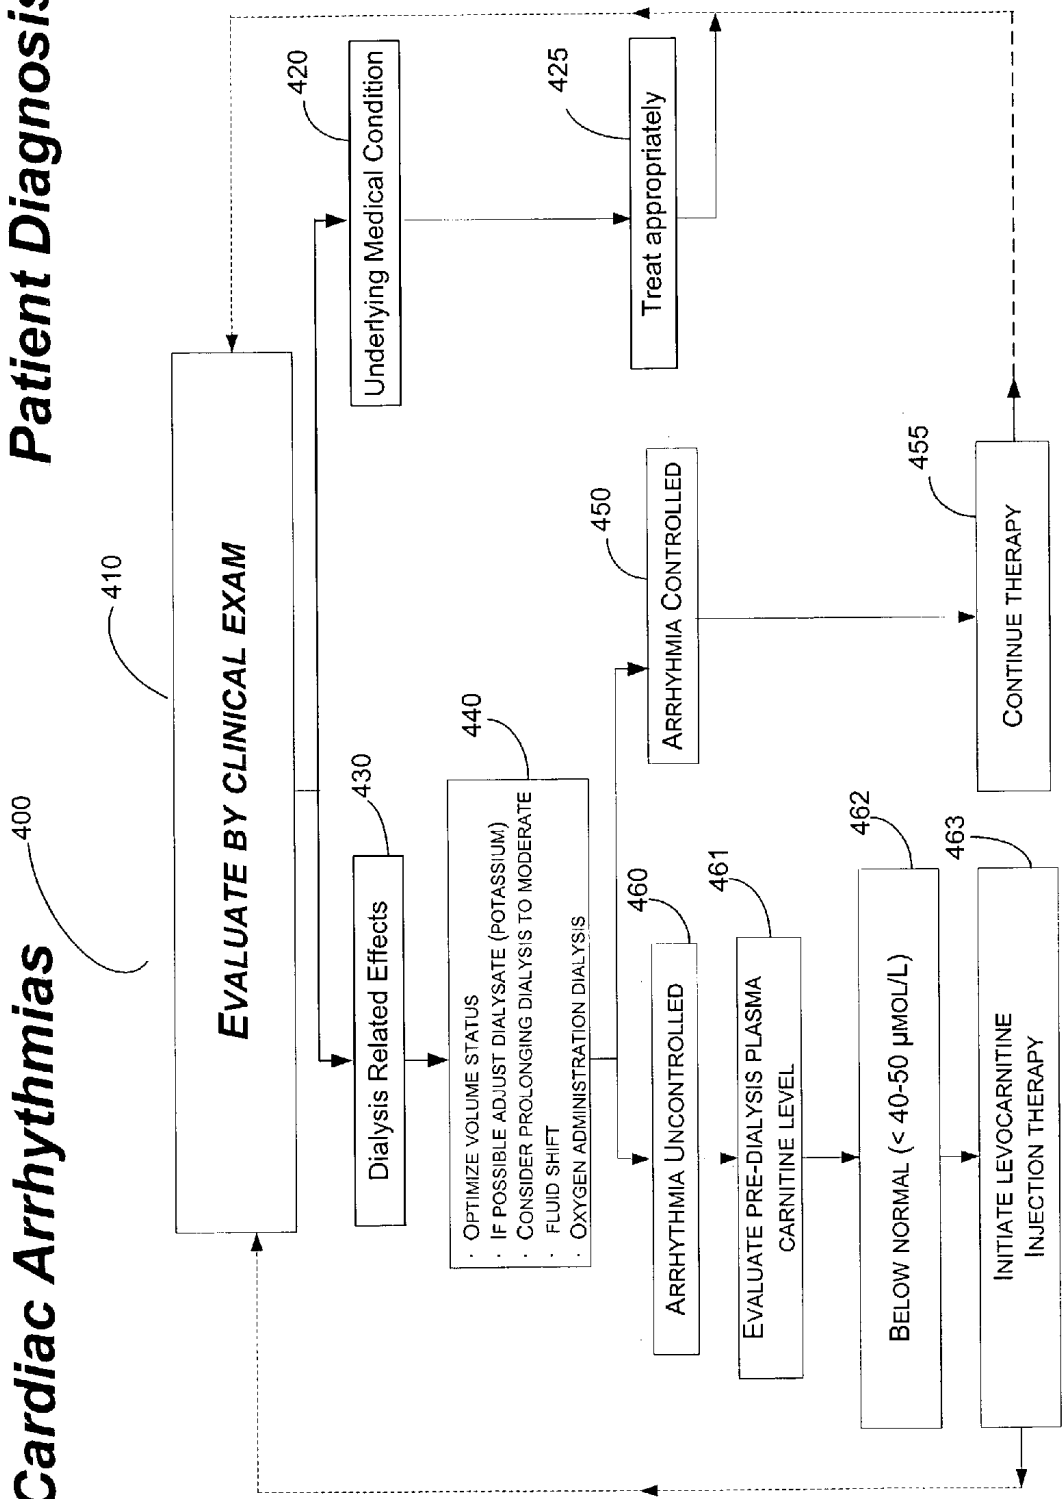 Cardiac Arrhythmias
Patient Diagnosis
400
410
EVALUATE BY CLINICAL EXAM
Dialysis Related Effects
430
Underlying Medical Condition
420
· OPTIMIZE VOLUME STATUS
· IF POSSIBLE ADJUST DIALYSATE (POTASSIUM)
· CONSIDER PROLONGING DIALYSIS TO MODERATE
· FLUID SHIFT
· OXYGEN ADMINISTRATION DIALYSIS
440
Treat appropriately
425
ARRHYTHMIA UNCONTROLLED
460
ARRHYHMIA CONTROLLED
450
EVALUATE PRE-DIALYSIS PLASMA
CARNITINE LEVEL
461
BELOW NORMAL (< 40-50 µMOL/L)
462
INITIATE LEVOCARNITINE
INJECTION THERAPY
463
CONTINUE THERAPY
455